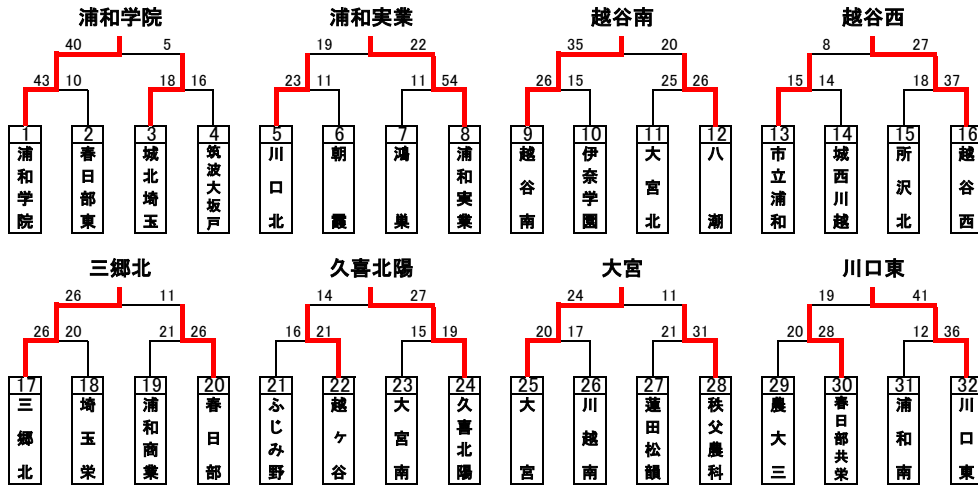 浦和学院 浦和実業 越谷南 越谷西
40 5 19 22 35 20 8 27
43 10 18 16 23 11 11 54 26 15 25 26 15 14 18 37
1 2 3 4 5 6 7 8 9 10 11 12 13 14 15 16
浦和学院
春日部東
城北埼玉
筑波大坂戸
川口北
朝霞
鴻巣
浦和実業
越谷南
伊奈学園
大宮北
八潮
市立浦和
城西川越
所沢北
越谷西
三郷北 久喜北陽 大宮 川口東
26 11 14 27 24 11 19 41
26 20 21 26 16 21 15 19 20 17 21 31 20 28 12 36
17 18 19 20 21 22 23 24 25 26 27 28 29 30 31 32
三郷北
埼玉栄
浦和商業
春日部
ふじみ野
越ヶ谷
大宮南
久喜北陽
大宮
川越南
蓮田松韻
秩父農科
農大三
春日部共栄
浦和南
川口東